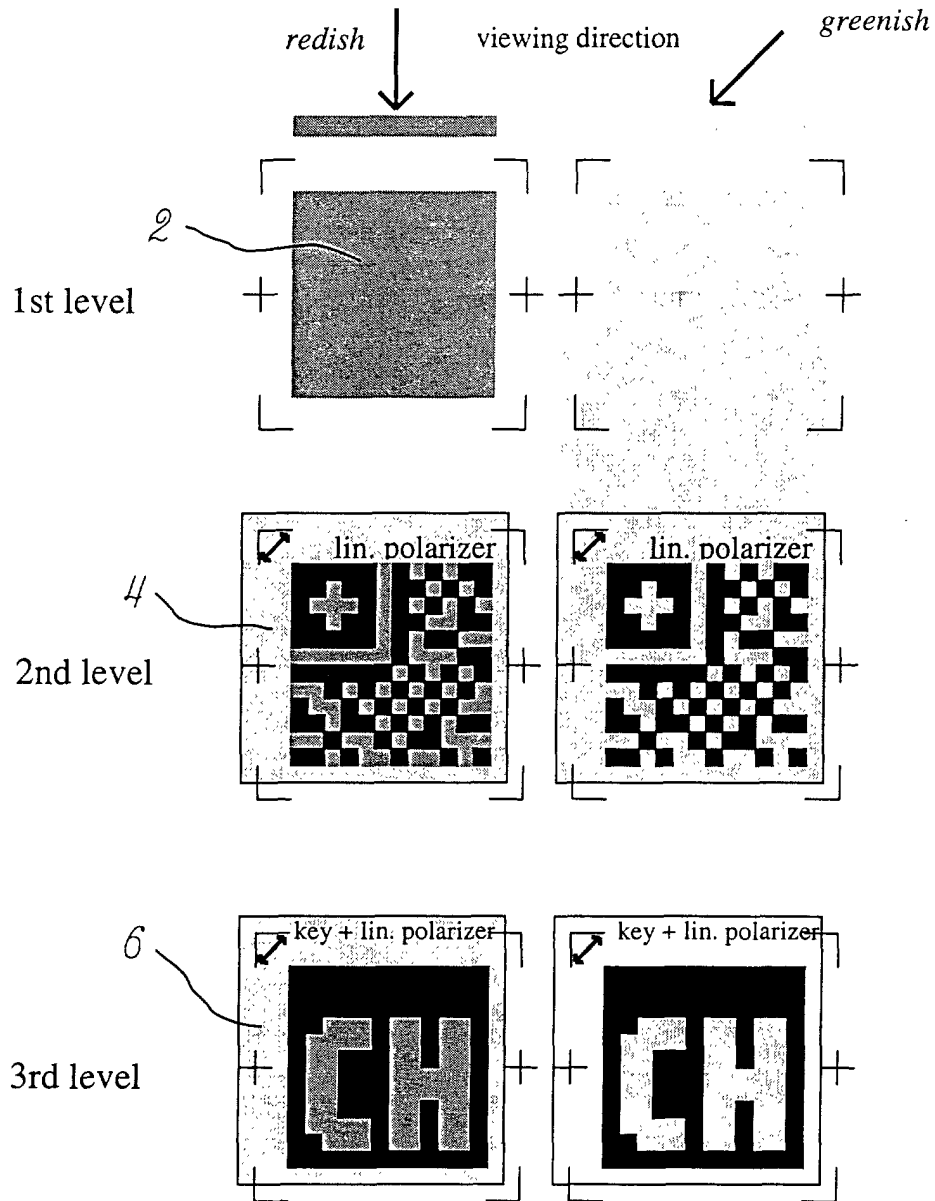 redish viewing direction greenish
2
1st level
lin. polarizer lin. polarizer
4
2nd level
key + lin. polarizer key + lin. polarizer
6
CH CH
3rd level